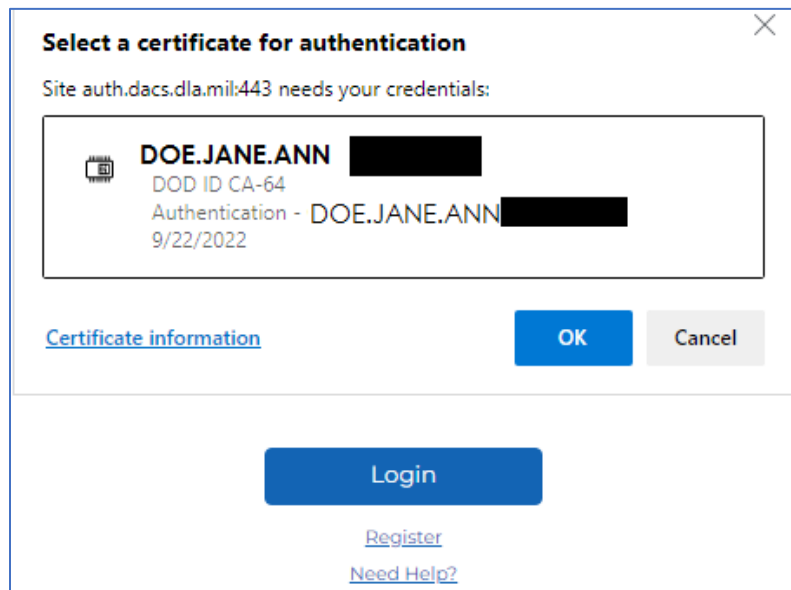 Select a certificate for authentication
Site auth.dacs.dla.mil:443 needs your credentials:
DOE.JANE.ANN
DOD ID CA-64
Authentication - DOE.JANE.ANN
9/22/2022
Certificate information
OK
Cancel
Login
Register
Need Help?